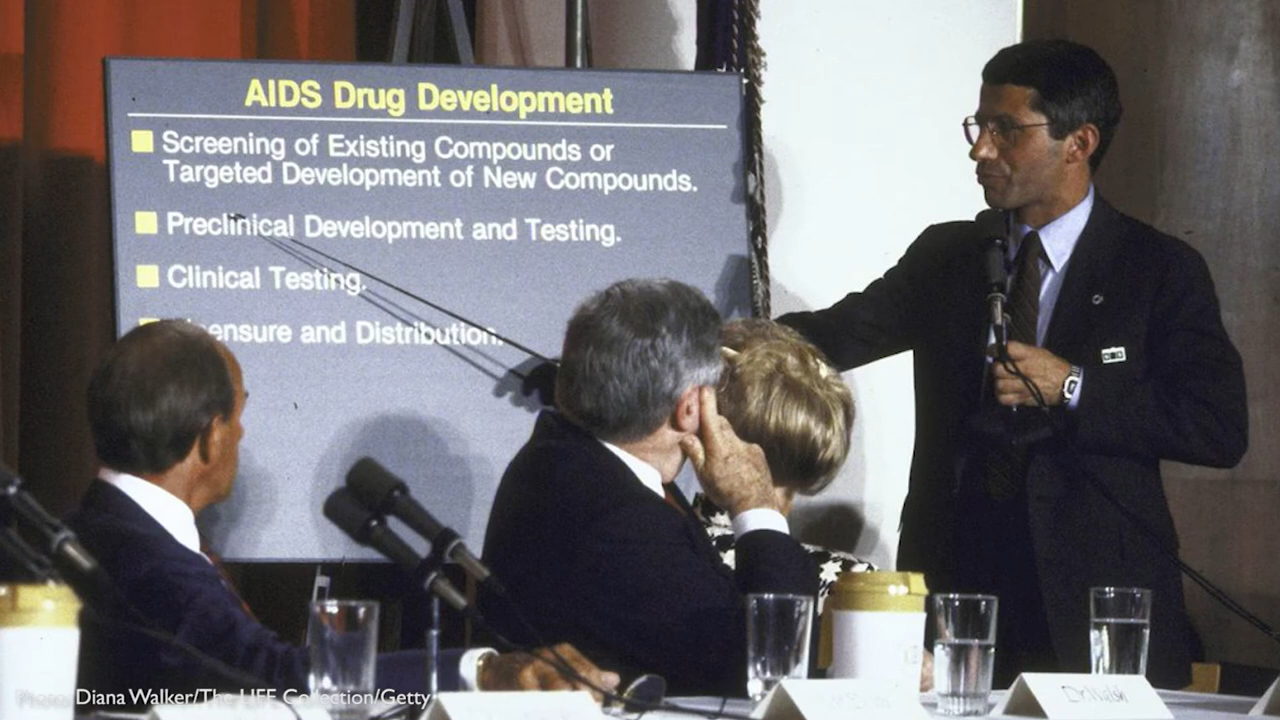 AIDS Drug Development
Screening of Existing Compounds or
Targeted Development of New Compounds.
Preclinical Development and Testing.
Clinical Testing.
and Distribution.
Photo: Diana Walker/The LIFE Collection/Getty